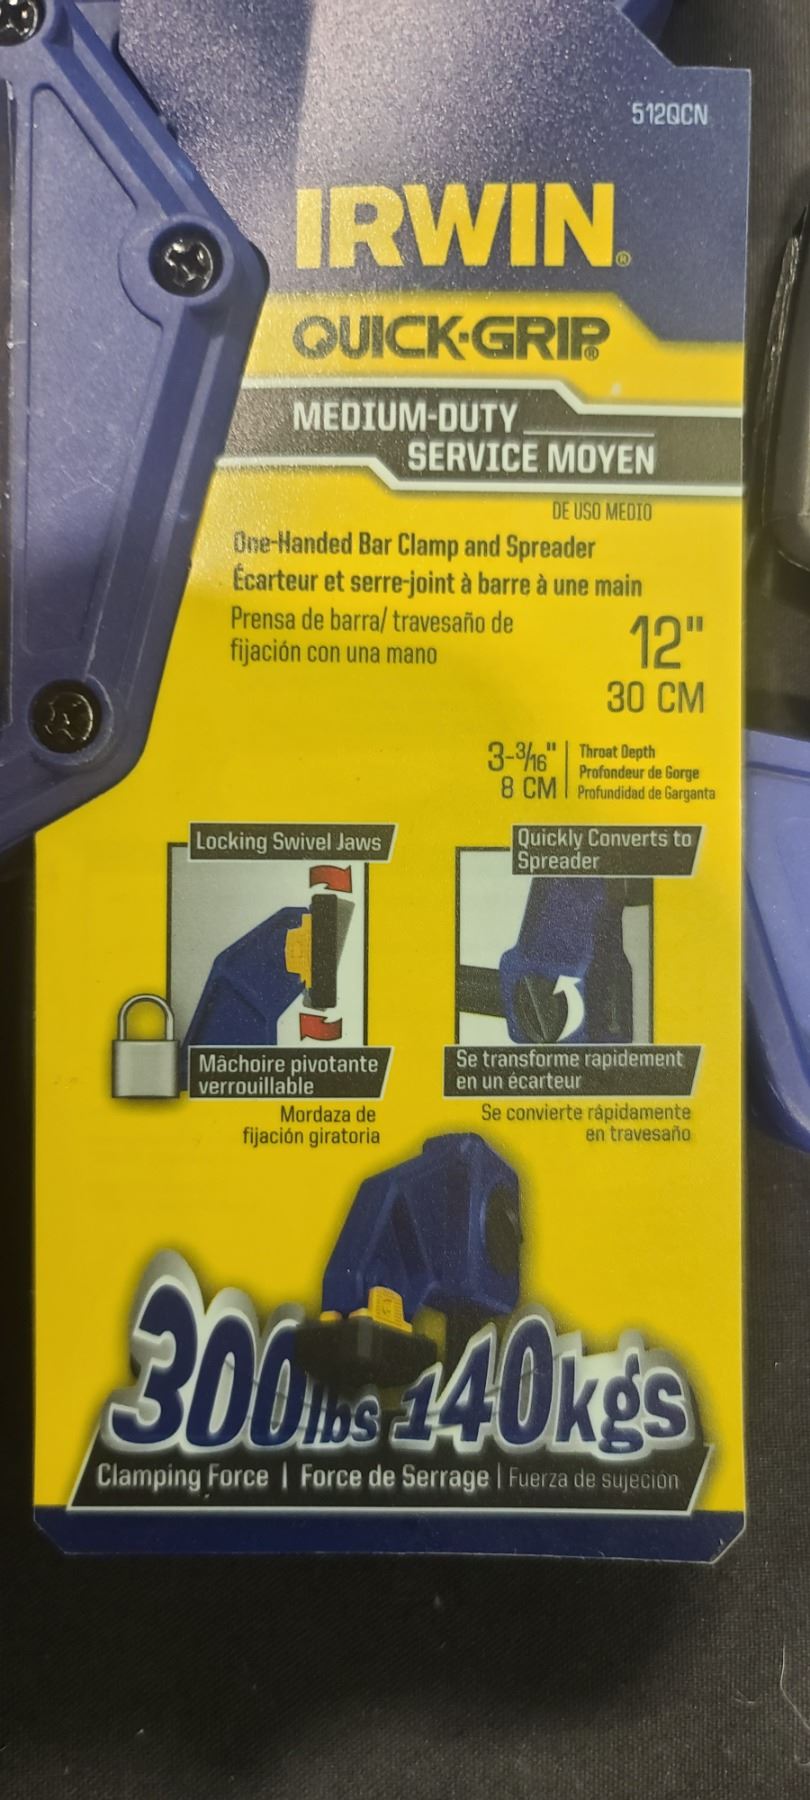 512QCN
IRWIN®
QUICK-GRIP®
MEDIUM-DUTY
SERVICE MOYEN
DE USO MEDIO
One-Handed Bar Clamp and Spreader
Écarteur et serre-joint à barre à une main
Prensa de barra/ travesaño de
fijación con una mano
12"
30 CM
3-3/16"
8 CM
Throat Depth
Profondeur de Gorge
Profundidad de Garganta
Locking Swivel Jaws
Mâchoire pivotante
verrouillable
Mordaza de
fijación giratoria
Quickly Converts to
Spreader
Se transforme rapidement
en un écarteur
Se convierte rápidamente
en travesaño
300lbs 140kgs
Clamping Force | Force de Serrage | Fuerza de sujeción